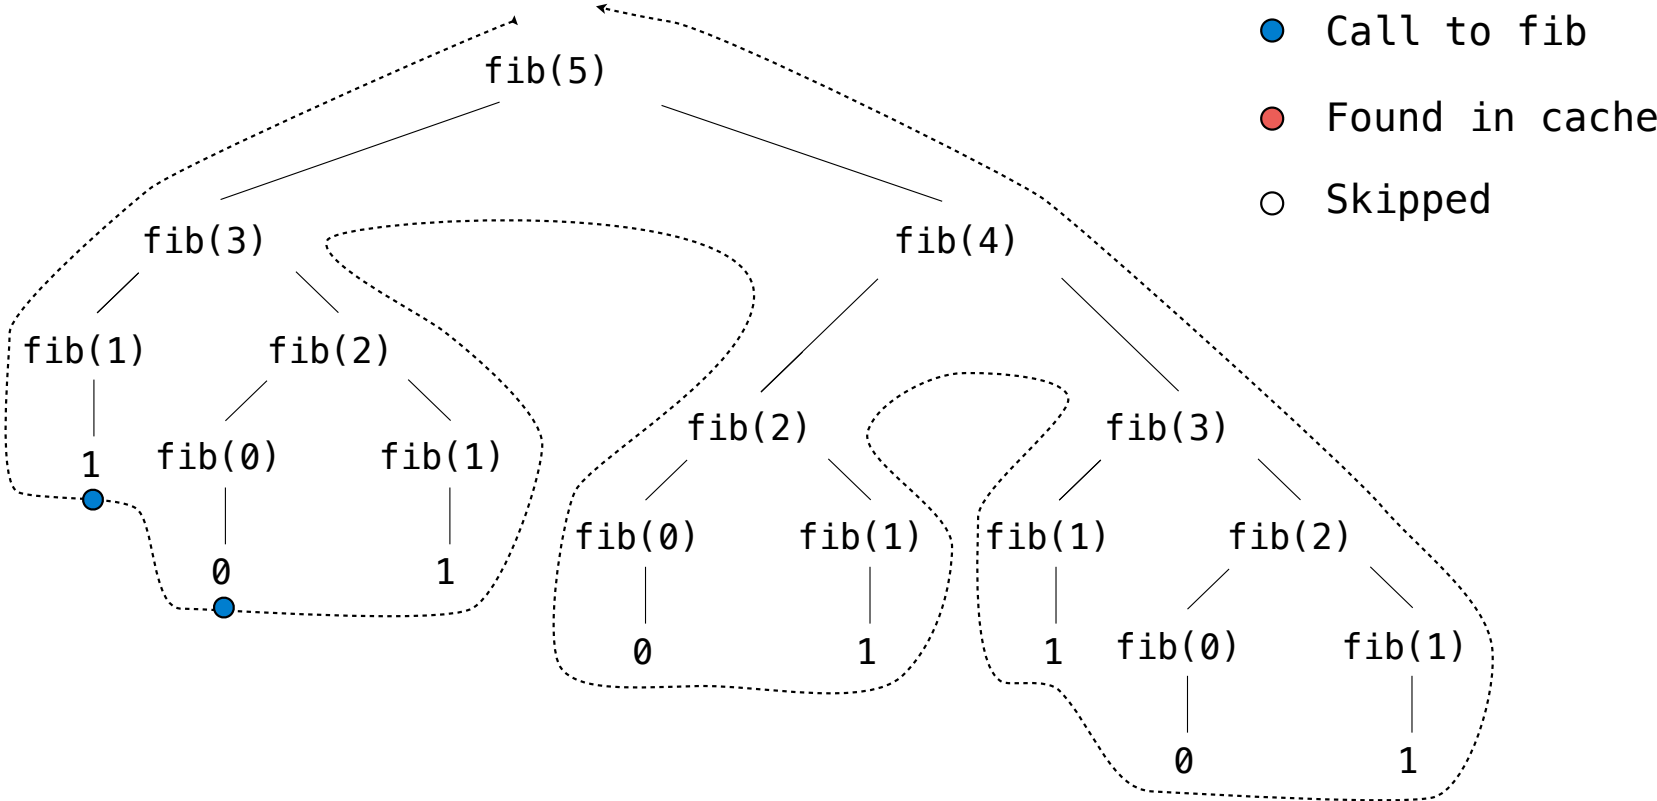 fib(5)
Call to fib
Found in cache
Skipped
fib(3) fib(4)
fib(1) fib(2)
fib(2) fib(3)
1 fib(0) fib(1)
fib(0) fib(1) fib(1) fib(2)
0 1
0 1 1 fib(0) fib(1)
0 1